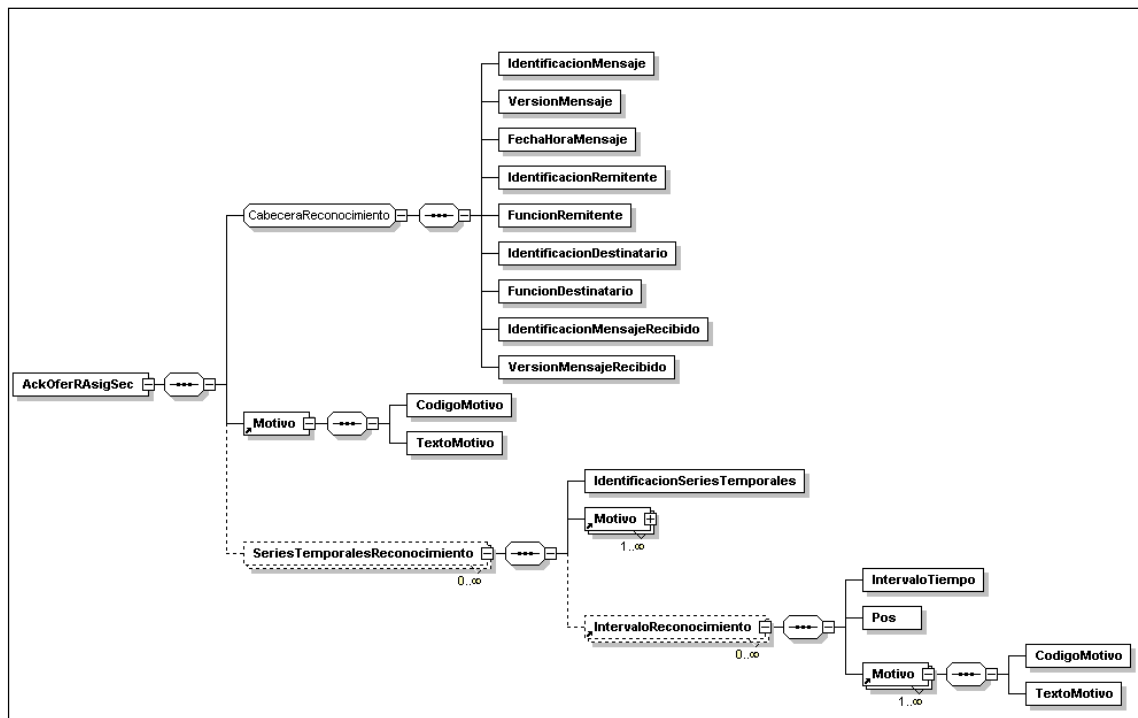 IdentificacionMensaje
VersionMensaje
FechaHoraMensaje
IdentificacionRemitente
CabeceraReconocimiento
FuncionRemitente
IdentificacionDestinatario
FuncionDestinatario
IdentificacionMensajeRecibido
VersionMensajeRecibido
AckOferRAsigSec
CodigoMotivo
Motivo
TextoMotivo
IdentificacionSeriesTemporales
Motivo
1..∞
SeriesTemporalesReconocimiento
0..∞
IntervaloTiempo
IntervaloReconocimiento
Pos
0..∞
CodigoMotivo
Motivo
TextoMotivo
1..∞